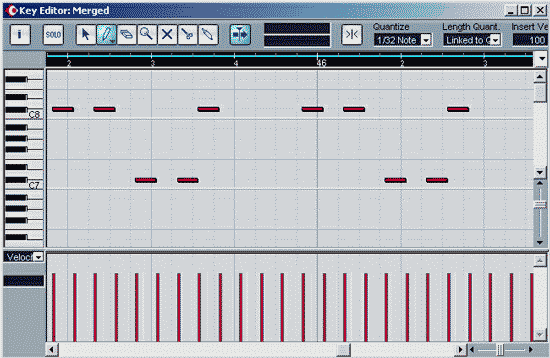 Key Editor: Merged
i SOLO Quantize Length Quant. Insert Ve
1/32 Note Linked to 100
2 3 4 46 2 3
C8
C7
Veloci